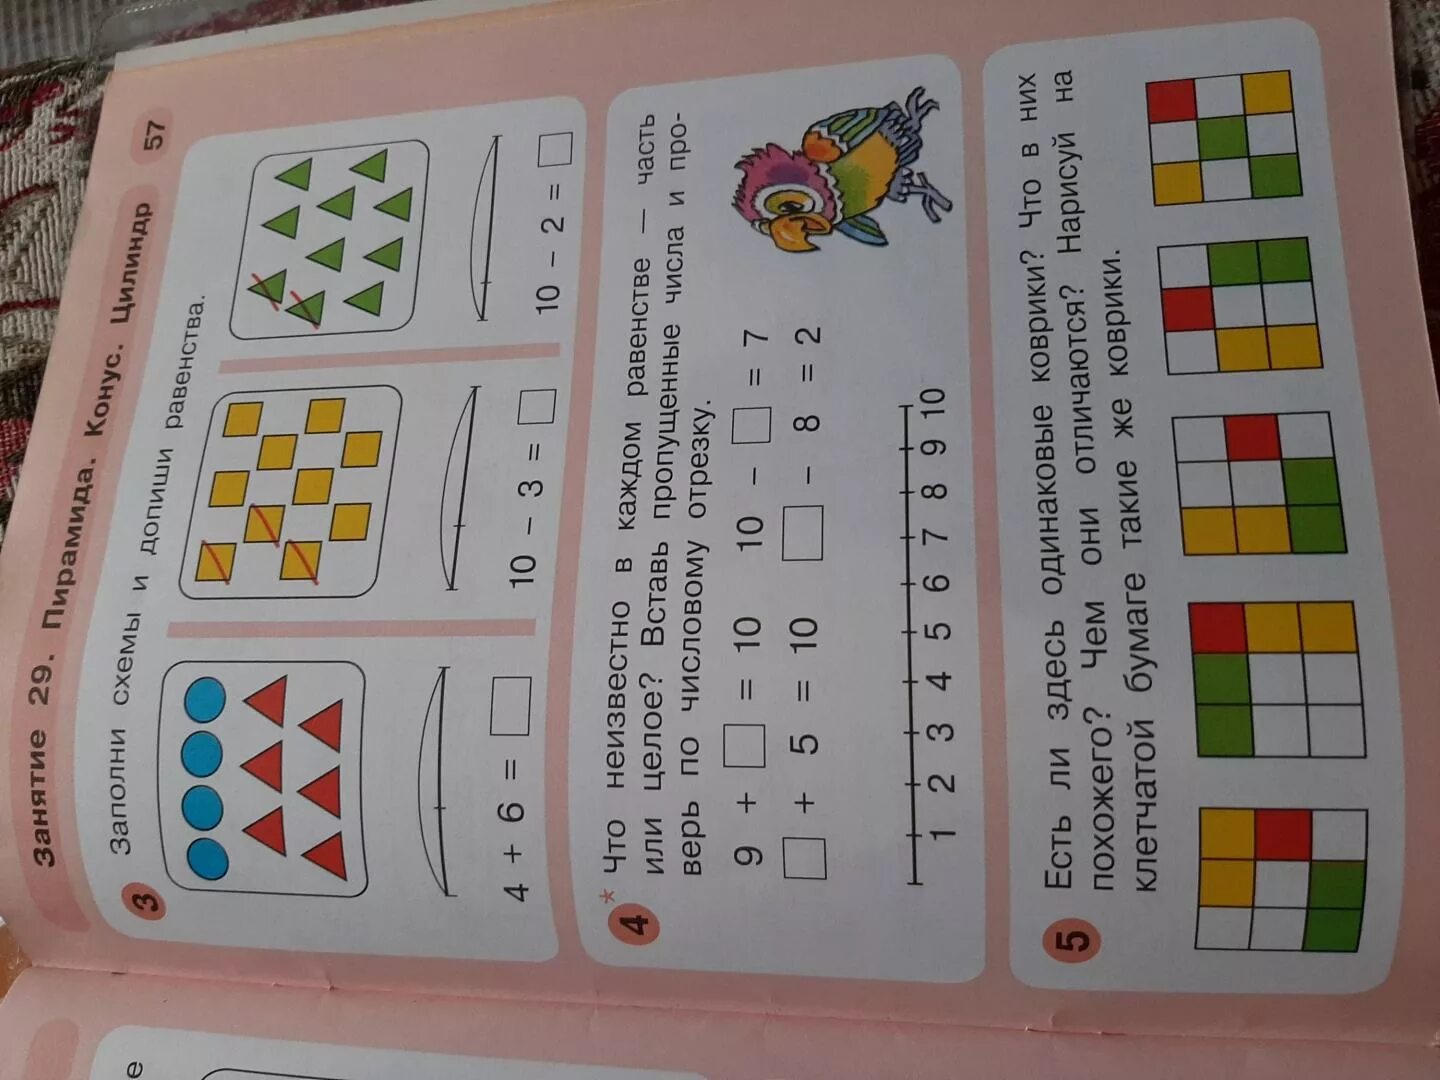 Занятие 29. Пирамида. Конус. Цилиндр 57
3 Заполни схемы и допиши равенства.
4 + 6 = □
10 − 3 = □
10 − 2 = □
4* Что неизвестно в каждом равенстве — часть
или целое? Вставь пропущенные числа и про-
верь по числовому отрезку.
9 + □ = 10 10 − □ = 7
□ + 5 = 10 □ − 8 = 2
1 2 3 4 5 6 7 8 9 10
5 Есть ли здесь одинаковые коврики? Что в них
похожего? Чем они отличаются? Нарисуй на
клетчатой бумаге такие же коврики.
е